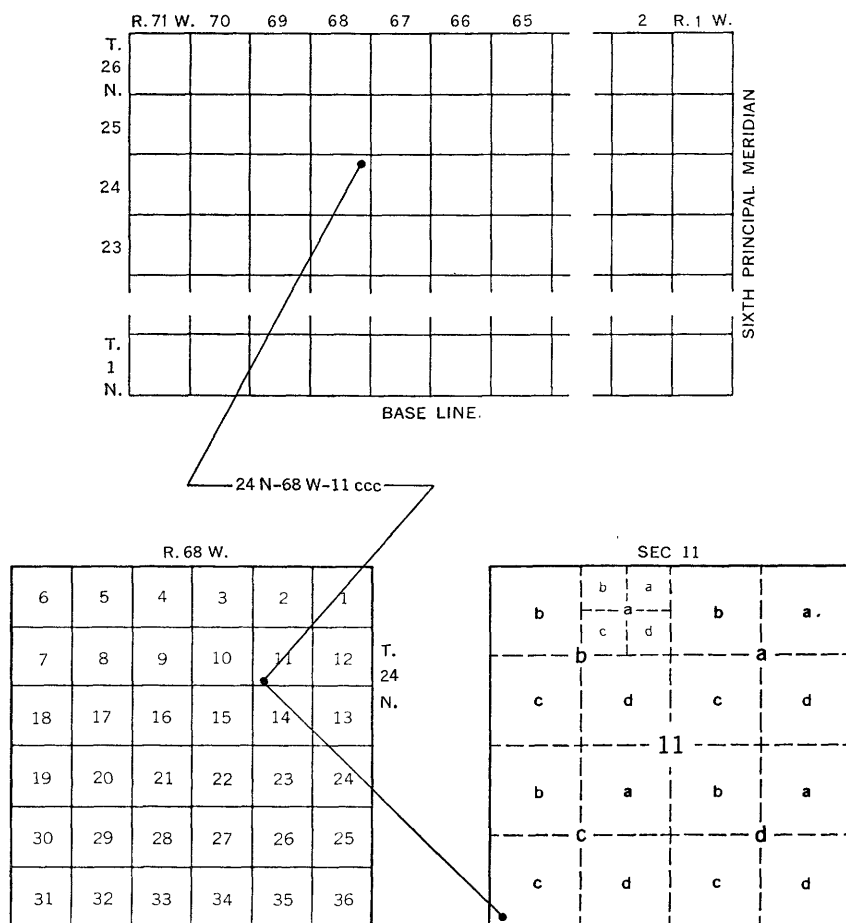 R. 71 W. 70 69 68 67 66 65 2 R. 1 W.
T.
26
N.
25
24
23
T.
1
N.
SIXTH PRINCIPAL MERIDIAN
BASE LINE.
24 N-68 W-11 ccc
R. 68 W.
6 5 4 3 2 1
7 8 9 10 11 12
18 17 16 15 14 13
19 20 21 22 23 24
30 29 28 27 26 25
31 32 33 34 35 36
T.
24
N.
SEC 11
b a
b a b a.
c d
b a
c d c d
11
b a b a
c d
c d c d